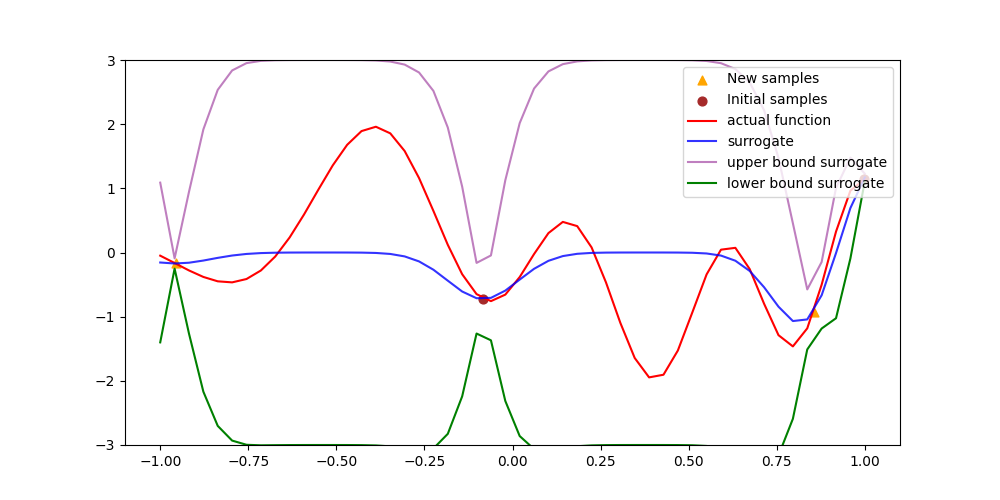 3
2
1
0
−1
−2
−3
−1.00
−0.75
−0.50
−0.25
0.00
0.25
0.50
0.75
1.00
New samples
Initial samples
actual function
surrogate
upper bound surrogate
lower bound surrogate